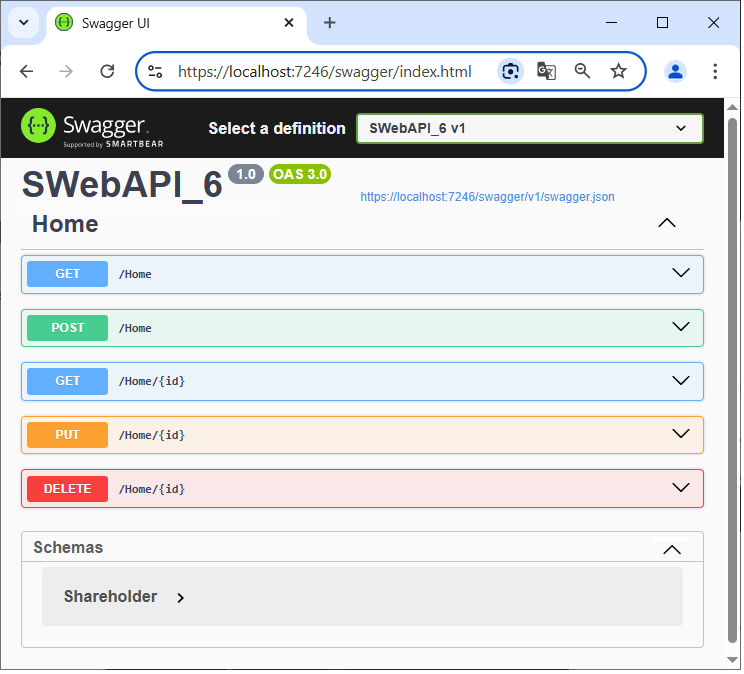 Swagger UI
https://localhost:7246/swagger/index.html
Swagger.
Supported by SMARTBEAR
Select a definition
SWebAPI_6 v1
SWebAPI_6 1.0 OAS 3.0
https://localhost:7246/swagger/v1/swagger.json
Home
GET /Home
POST /Home
GET /Home/{id}
PUT /Home/{id}
DELETE /Home/{id}
Schemas
Shareholder